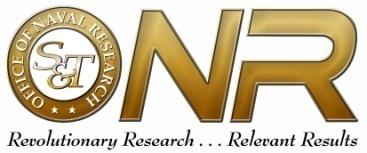 OFFICE OF NAVAL RESEARCH
S&T
NR
Revolutionary Research . . . Relevant Results